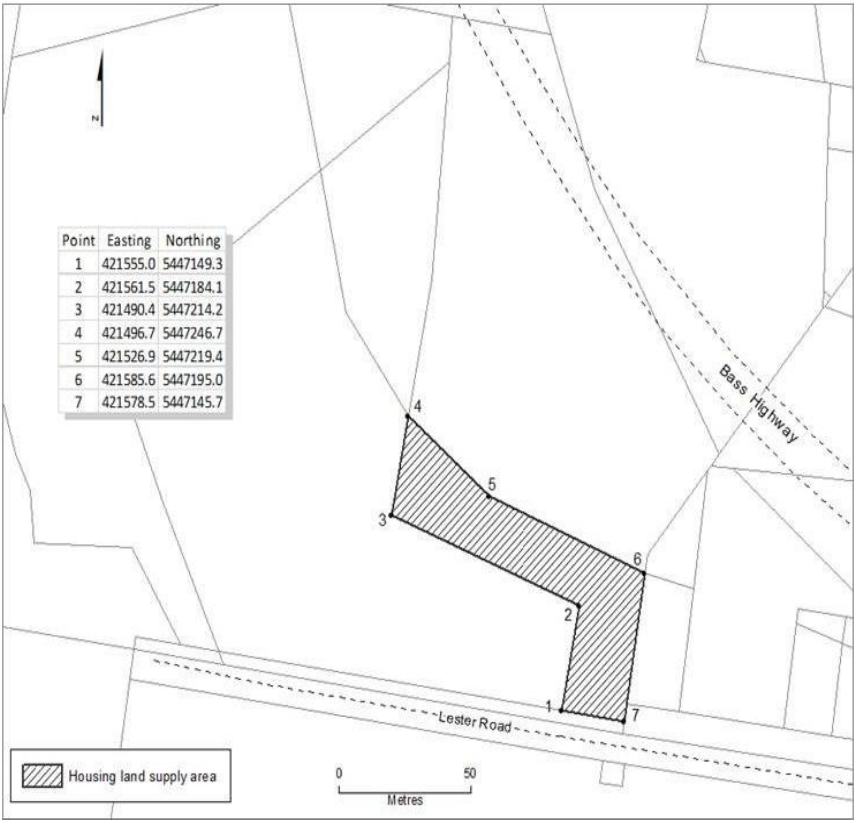 N
Point Easting Northing
1 421555.0 5447149.3
2 421561.5 5447184.1
3 421490.4 5447214.2
4 421496.7 5447246.7
5 421526.9 5447219.4
6 421585.6 5447195.0
7 421578.5 5447145.7
Bass Highway
4
5
3
6
2
1
7
Lester Road
Housing land supply area
0 50
Metres